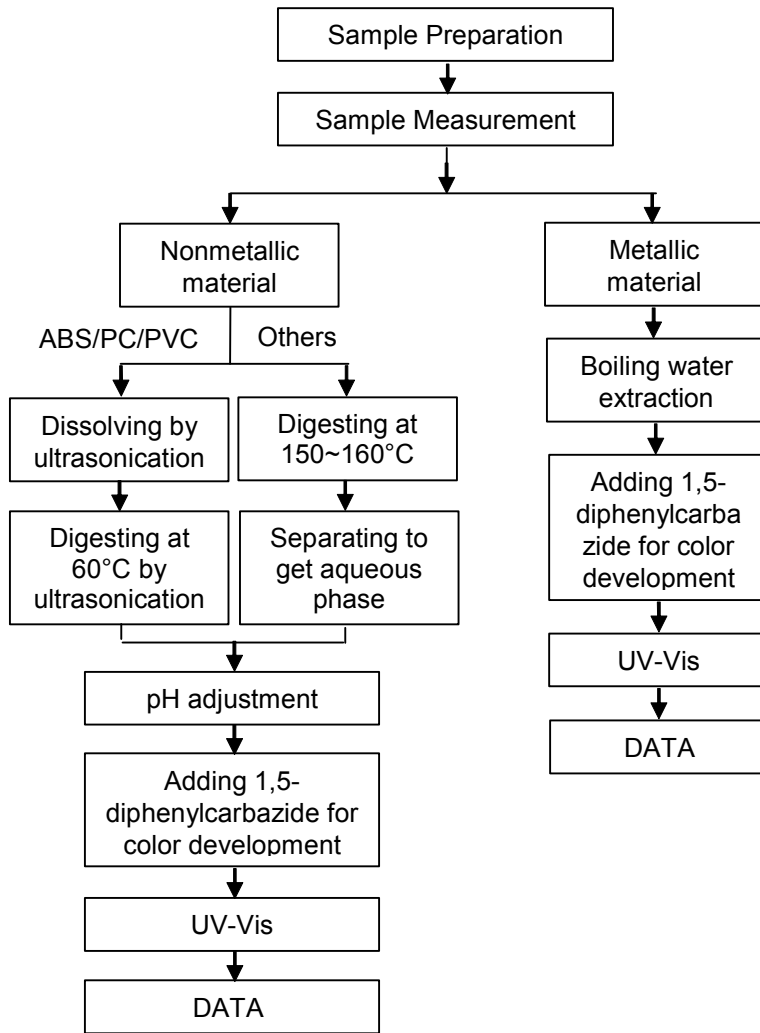 Sample Preparation
Sample Measurement
Nonmetallic
material
ABS/PC/PVC
Others
Dissolving by
ultrasonication
Digesting at
150~160°C
Digesting at
60°C by
ultrasonication
Separating to
get aqueous
phase
pH adjustment
Adding 1,5-
diphenylcarbazide for
color development
UV-Vis
DATA
Metallic
material
Boiling water
extraction
Adding 1,5-
diphenylcarba
zide for color
development
UV-Vis
DATA